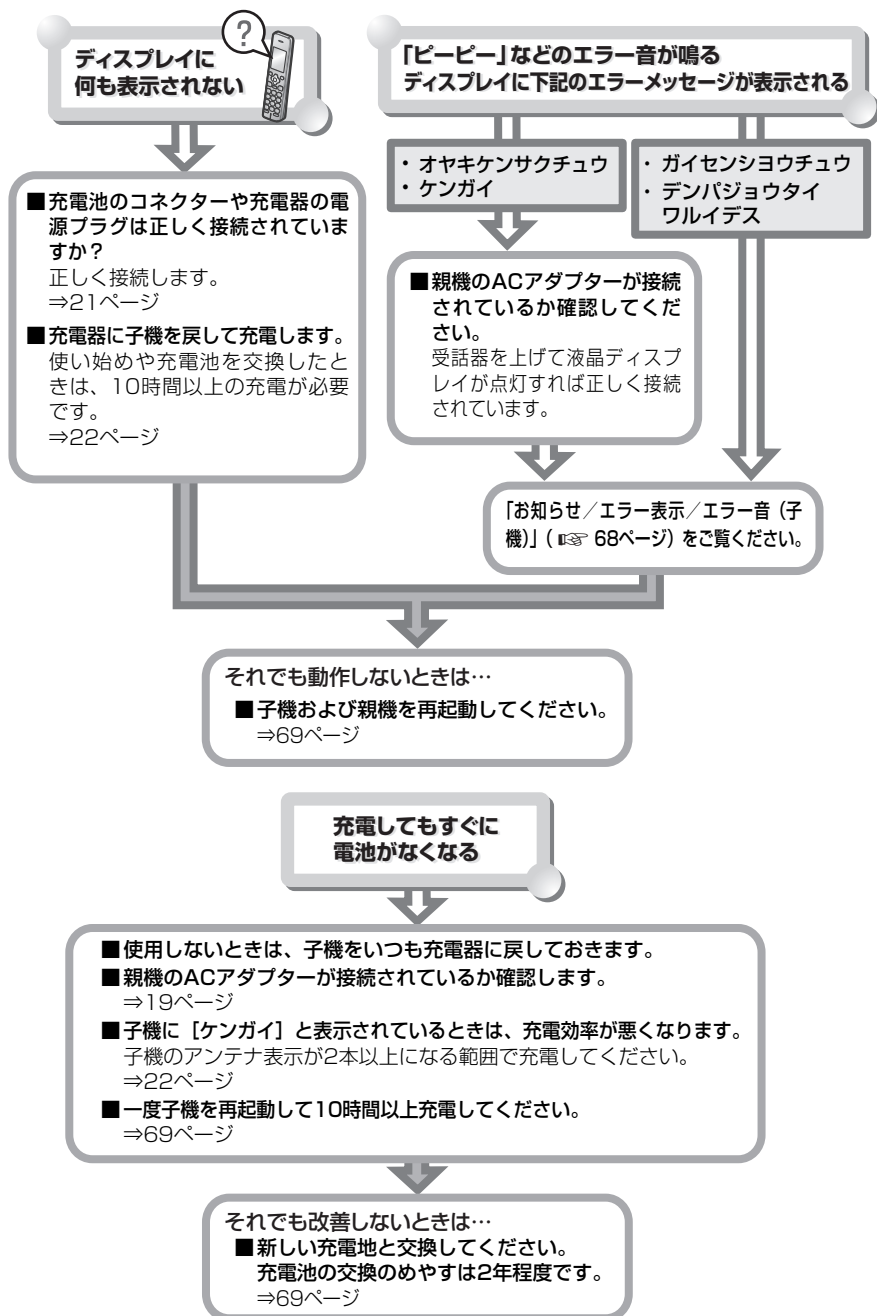 ?
ディスプレイに
何も表示されない
■充電池のコネクターや充電器の電
源プラグは正しく接続されていま
すか？
正しく接続します。
⇒21ページ
■充電器に子機を戻して充電します。
使い始めや充電池を交換したと
きは、10時間以上の充電が必要
です。
⇒22ページ
「ピーピー」などのエラー音が鳴る
ディスプレイに下記のエラーメッセージが表示される
・オヤキケンサクチュウ
・ケンガイ
・ガイセンシヨウチュウ
・デンパジョウタイ
ワルイデス
■親機のACアダプターが接続
されているか確認してくだ
さい。
受話器を上げて液晶ディスプ
レイが点灯すれば正しく接続
されています。
「お知らせ／エラー表示／エラー音（子
機）」（☞ 68ページ）をご覧ください。
それでも動作しないときは…
■子機および親機を再起動してください。
⇒69ページ
充電してもすぐに
電池がなくなる
■使用しないときは、子機をいつも充電器に戻しておきます。
■親機のACアダプターが接続されているか確認します。
⇒19ページ
■子機に［ケンガイ］と表示されているときは、充電効率が悪くなります。
子機のアンテナ表示が2本以上になる範囲で充電してください。
⇒22ページ
■一度子機を再起動して10時間以上充電してください。
⇒69ページ
それでも改善しないときは…
■新しい充電地と交換してください。
充電池の交換のめやすは2年程度です。
⇒69ページ